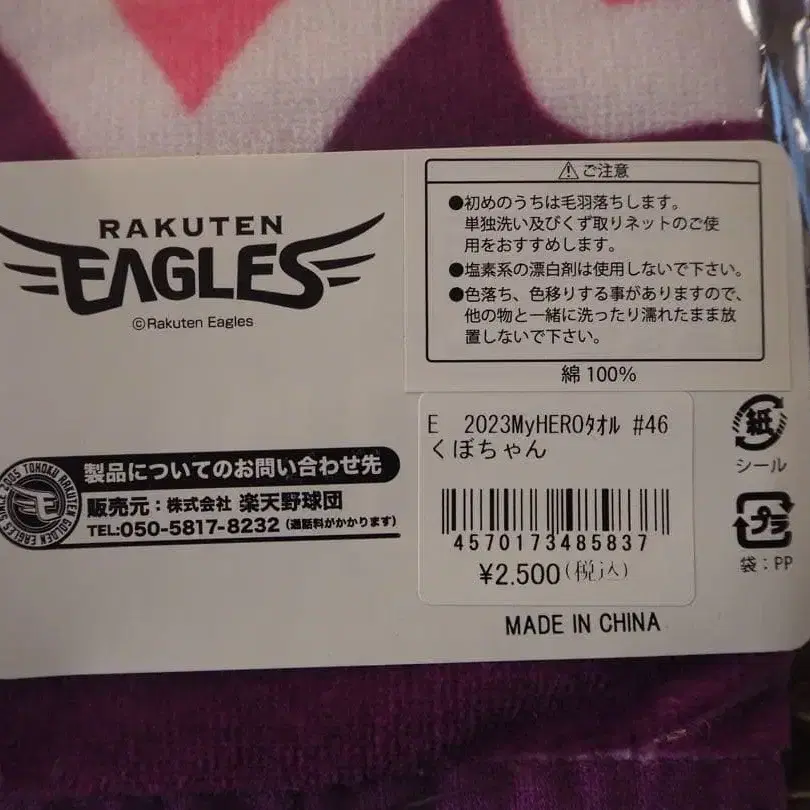 RAKUTEN
EAGLES
©Rakuten Eagles
SINCE 2005 TOHOKU RAKUTEN GOLDEN EAGLES
製品についてのお問い合わせ先
販売元：株式会社 楽天野球団
TEL:050-5817-8232（通話料がかかります）
⚠ご注意
●初めのうちは毛羽落ちします。
単独洗い及びくず取りネットのご使
用をおすすめします。
●塩素系の漂白剤は使用しないで下さい。
●色落ち、色移りする事がありますので、
他の物と一緒に洗ったり濡れたまま放
置しないで下さい。
綿 100%
E 2023MyHEROﾀｵﾙ #46
くぼちゃん
4570173485837
¥2.500(税込)
MADE IN CHINA
紙
シール
プラ
袋：PP